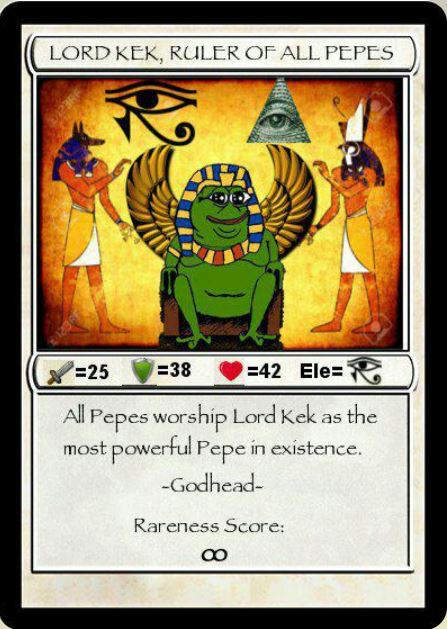 LORD KEK, RULER OF ALL PEPES
=25 =38 =42 Ele=
All Pepes worship Lord Kek as the
most powerful Pepe in existence.
-Godhead-
Rareness Score:
∞